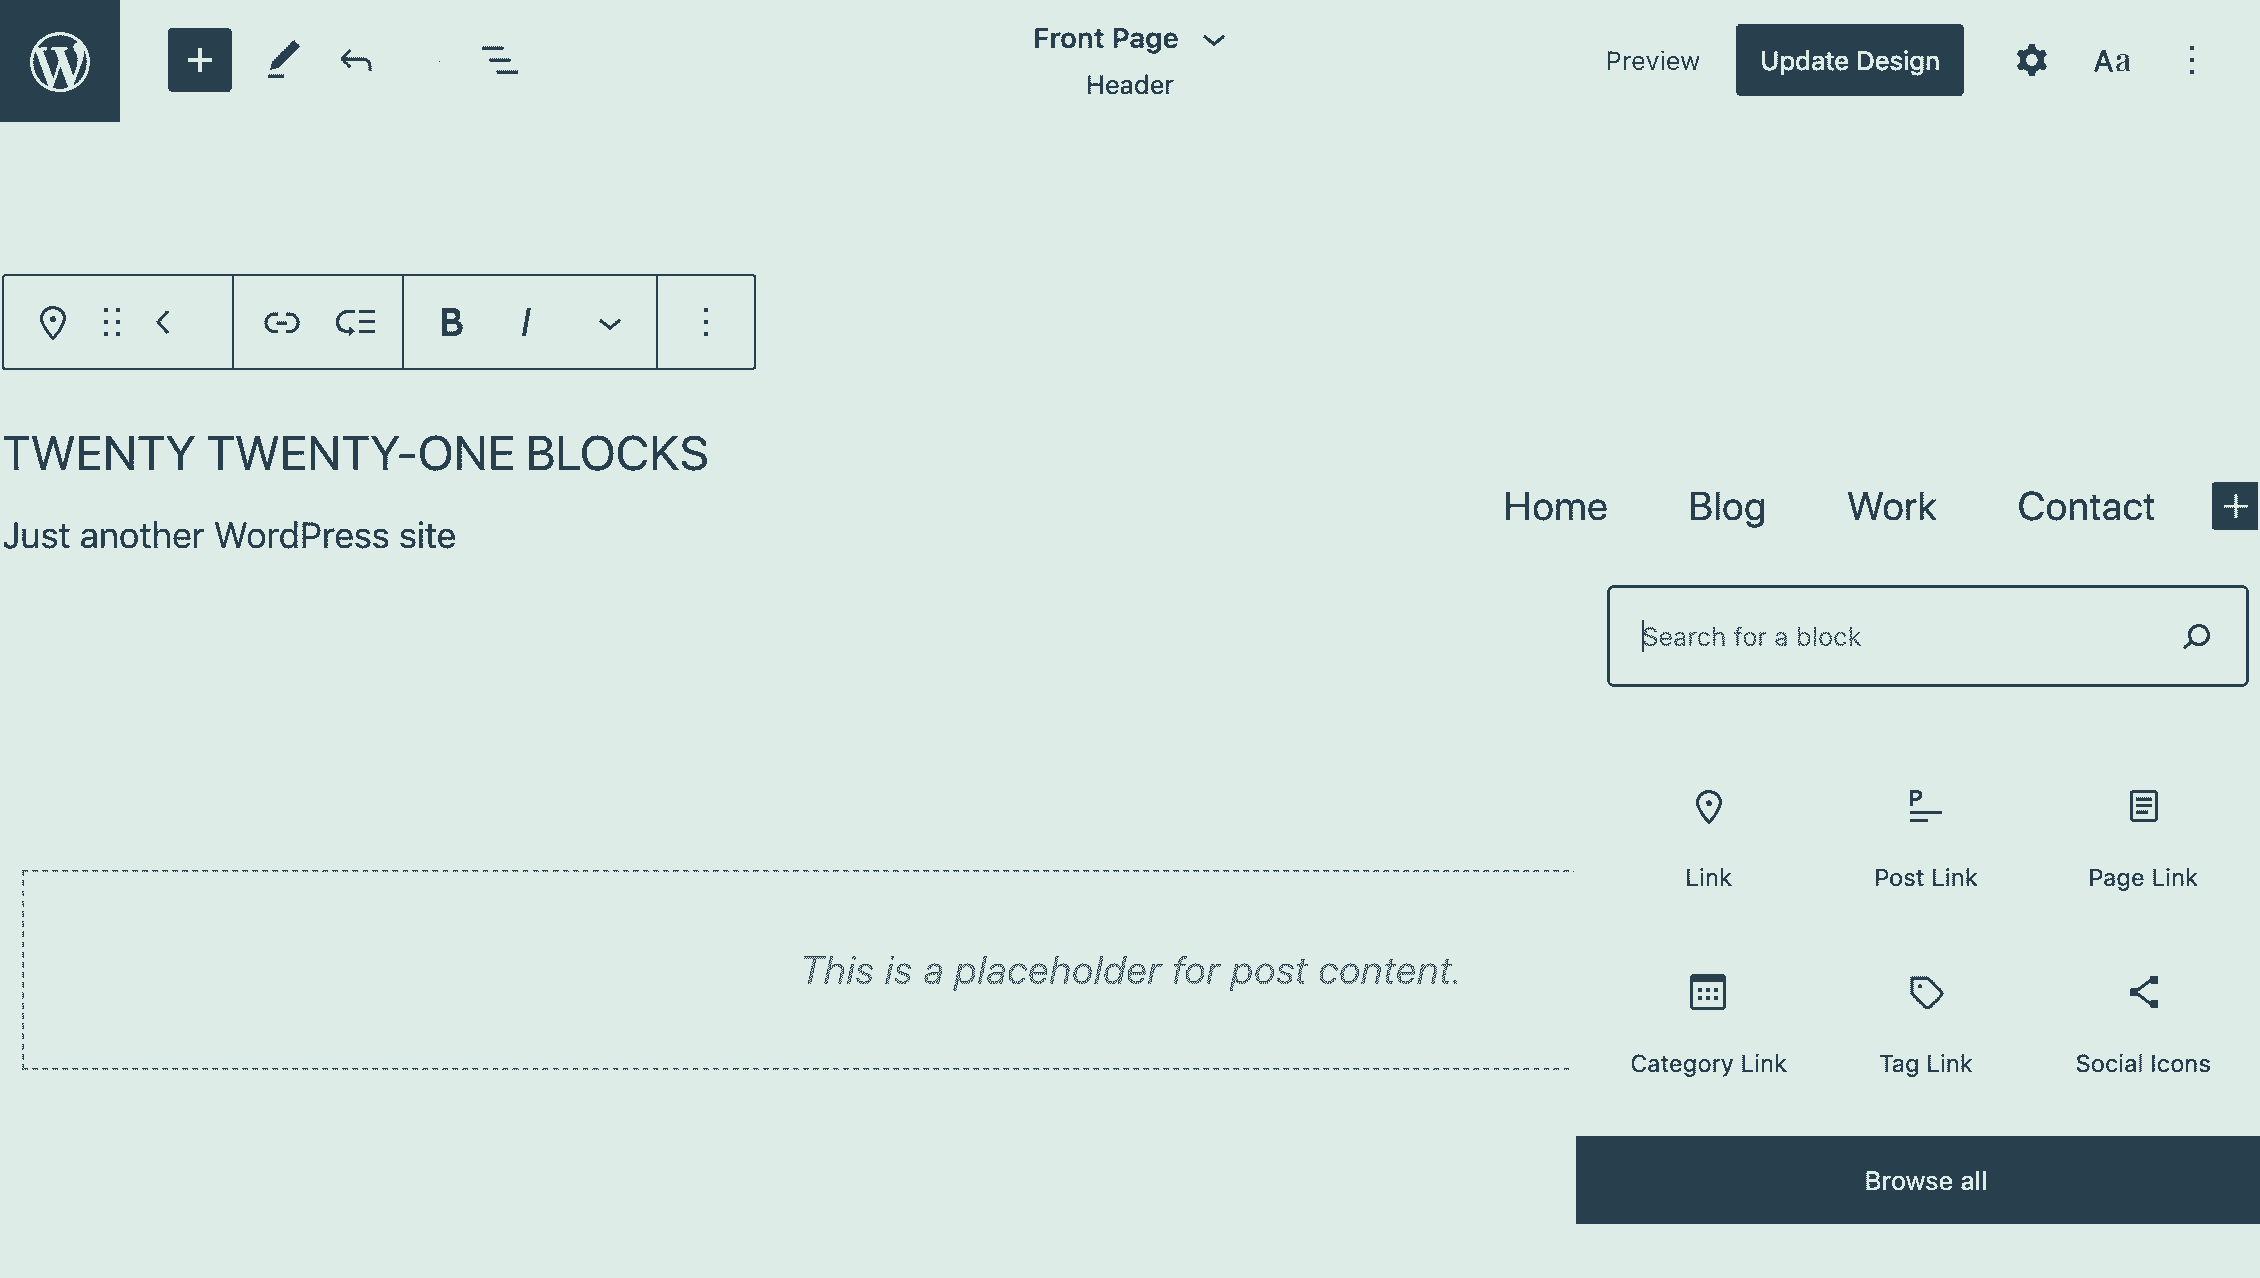 Front Page
Header
Preview
Update Design
Aa
B I
TWENTY TWENTY-ONE BLOCKS
Just another WordPress site
Home Blog Work Contact
Search for a block
Link Post Link Page Link
This is a placeholder for post content.
Category Link Tag Link Social Icons
Browse all